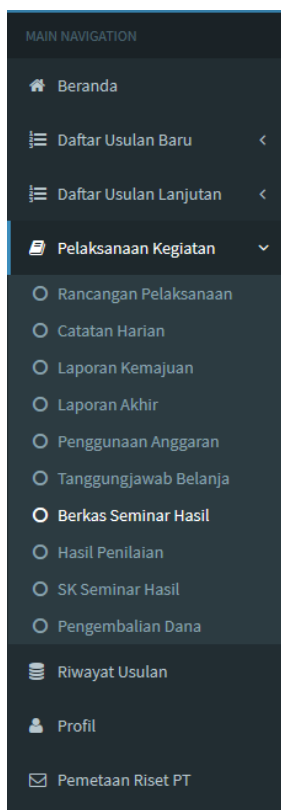 MAIN NAVIGATION
Beranda
Daftar Usulan Baru
Daftar Usulan Lanjutan
Pelaksanaan Kegiatan
Rancangan Pelaksanaan
Catatan Harian
Laporan Kemajuan
Laporan Akhir
Penggunaan Anggaran
Tanggungjawab Belanja
Berkas Seminar Hasil
Hasil Penilaian
SK Seminar Hasil
Pengembalian Dana
Riwayat Usulan
Profil
Pemetaan Riset PT